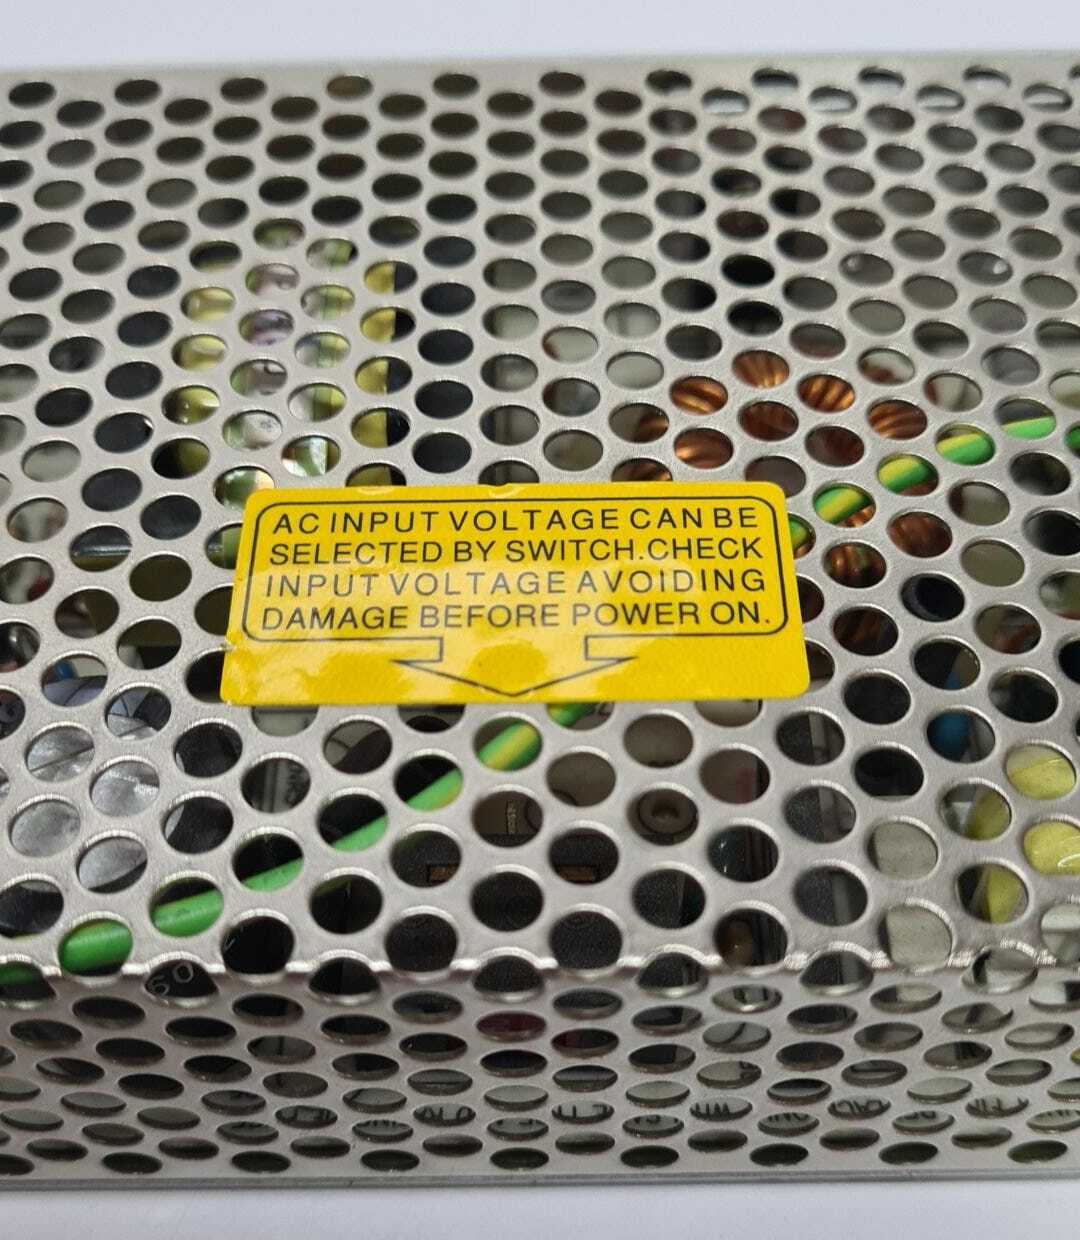 AC INPUT VOLTAGE CAN BE
SELECTED BY SWITCH.CHECK
INPUT VOLTAGE AVOIDING
DAMAGE BEFORE POWER ON.